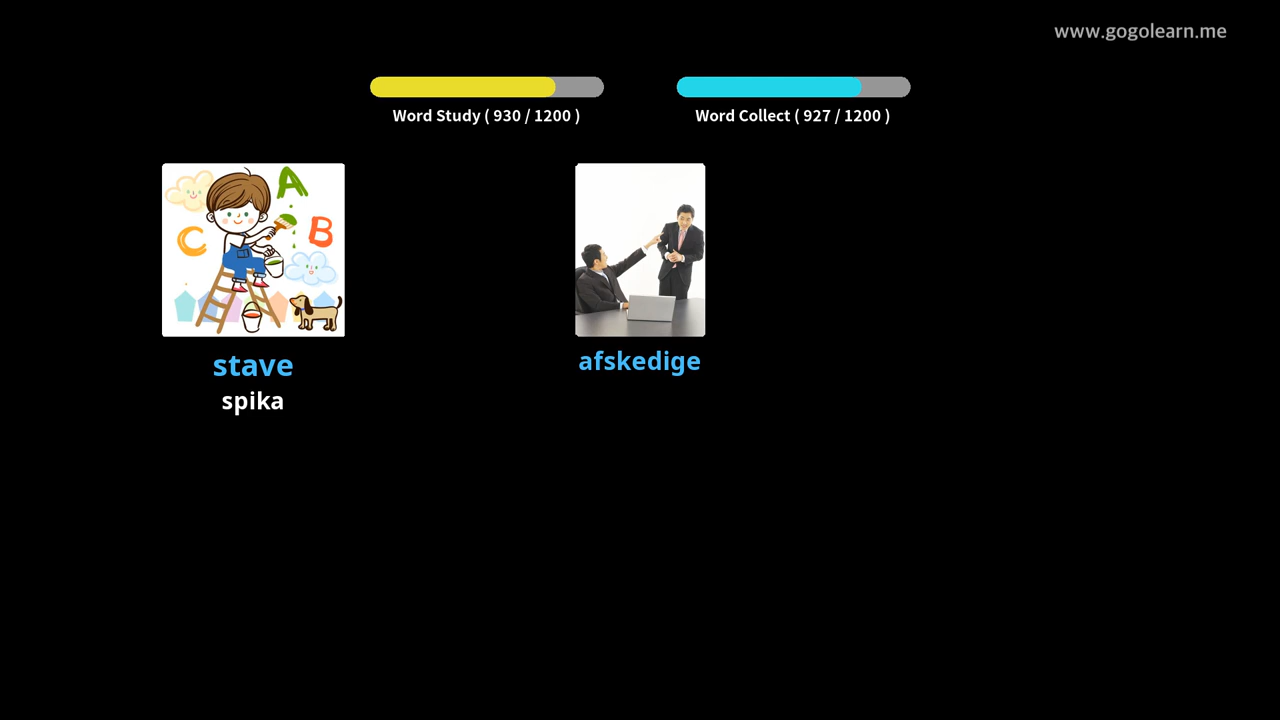 www.gogolearn.me
Word Study ( 930 / 1200 )
Word Collect ( 927 / 1200 )
A
B
C
stave
spika
afskedige